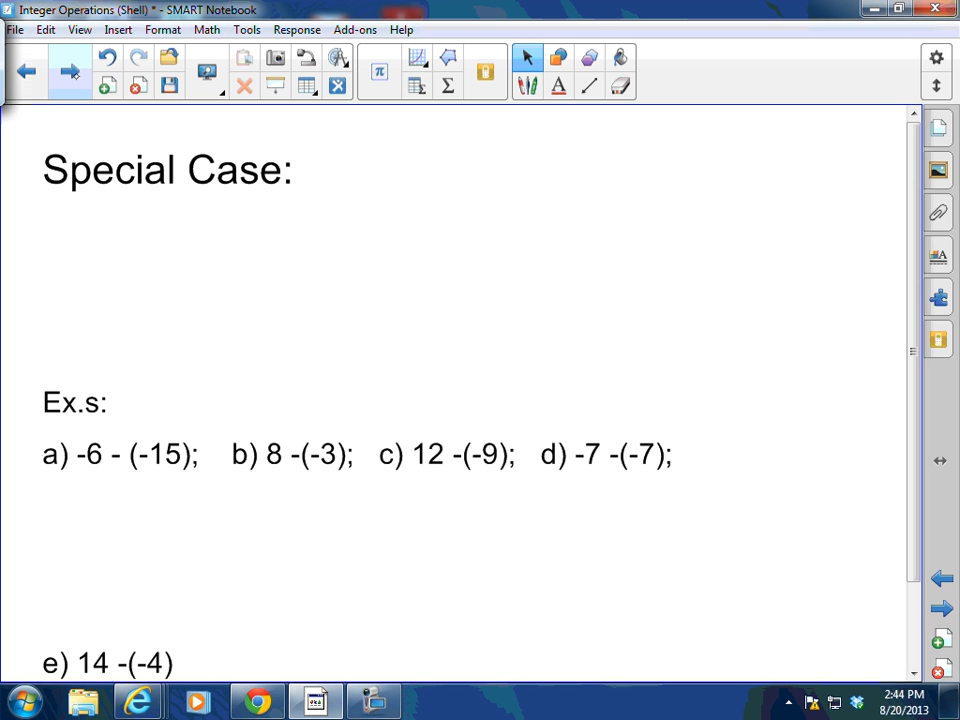 Integer Operations (Shell) * - SMART Notebook
File Edit View Insert Format Math Tools Response Add-ons Help
Special Case:
Ex.s:
a) -6 - (-15); b) 8 -(-3); c) 12 -(-9); d) -7 -(-7);
e) 14 -(-4)
2:44 PM
8/20/2013